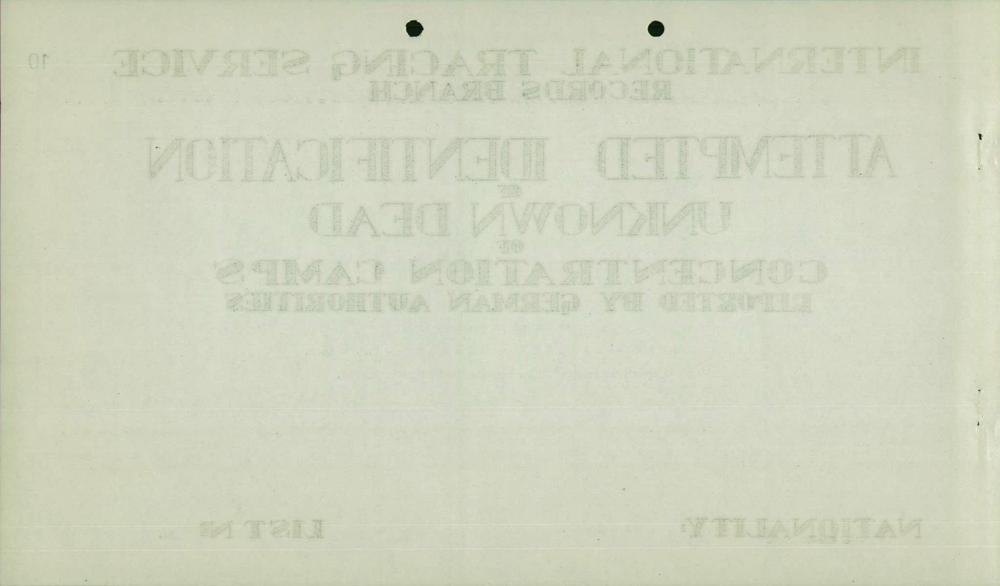 INTERNATIONAL TRACING SERVICE
10
RECORDS BRANCH
ATTEMPTED IDENTIFICATION
OF
UNKNOWN DEAD
OF
CONCENTRATION CAMPS
REPORTED BY GERMAN AUTHORITIES
NATIONALITY:
LIST Nº